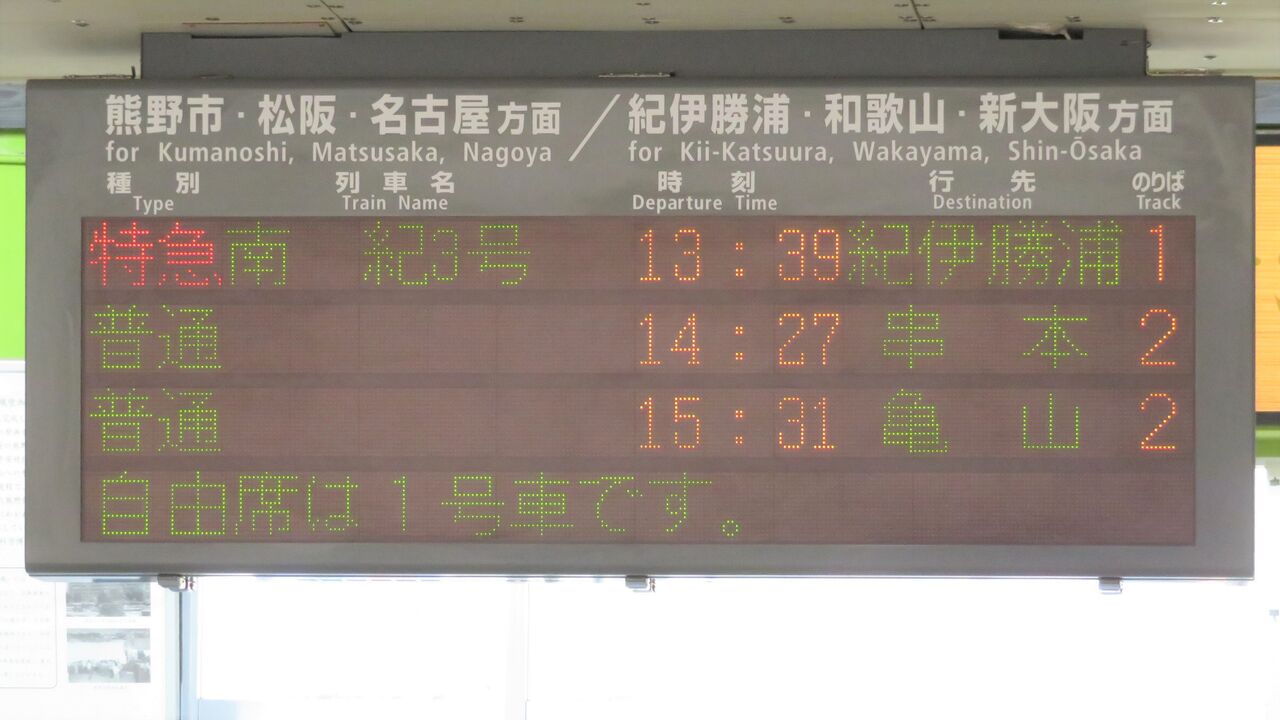 熊野市・松阪・名古屋方面／紀伊勝浦・和歌山・新大阪方面
for Kumanoshi, Matsusaka, Nagoya / for Kii-Katsuura, Wakayama, Shin-Ōsaka
種別 列車名 時刻 行先 のりば
Type Train Name Departure Time Destination Track
特急 南紀3号 13:39 紀伊勝浦 1
普通 14:27 串本 2
普通 15:31 亀山 2
自由席は1号車です。